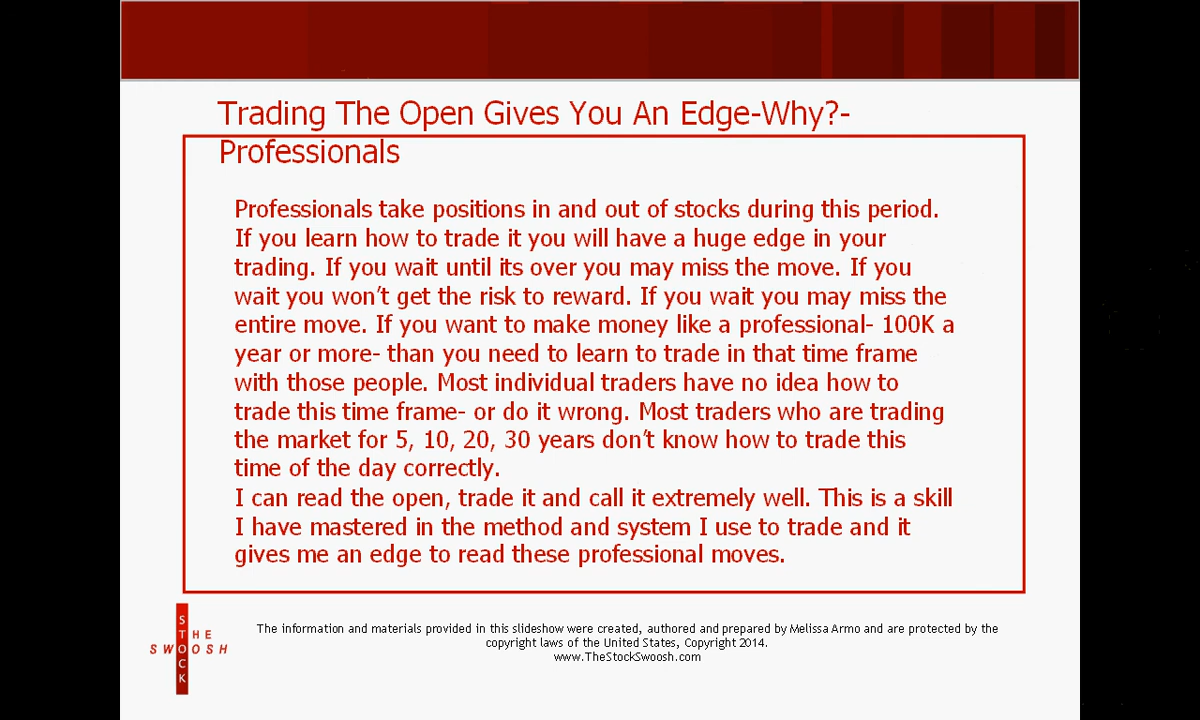 Trading The Open Gives You An Edge-Why?-
Professionals
Professionals take positions in and out of stocks during this period.
If you learn how to trade it you will have a huge edge in your
trading. If you wait until its over you may miss the move. If you
wait you won't get the risk to reward. If you wait you may miss the
entire move. If you want to make money like a professional- 100K a
year or more- than you need to learn to trade in that time frame
with those people. Most individual traders have no idea how to
trade this time frame- or do it wrong. Most traders who are trading
the market for 5, 10, 20, 30 years don't know how to trade this
time of the day correctly.
I can read the open, trade it and call it extremely well. This is a skill
I have mastered in the method and system I use to trade and it
gives me an edge to read these professional moves.
THE
STOCK
SWOOSH
The information and materials provided in this slideshow were created, authored and prepared by Melissa Armo and are protected by the
copyright laws of the United States, Copyright 2014.
www.TheStockSwoosh.com